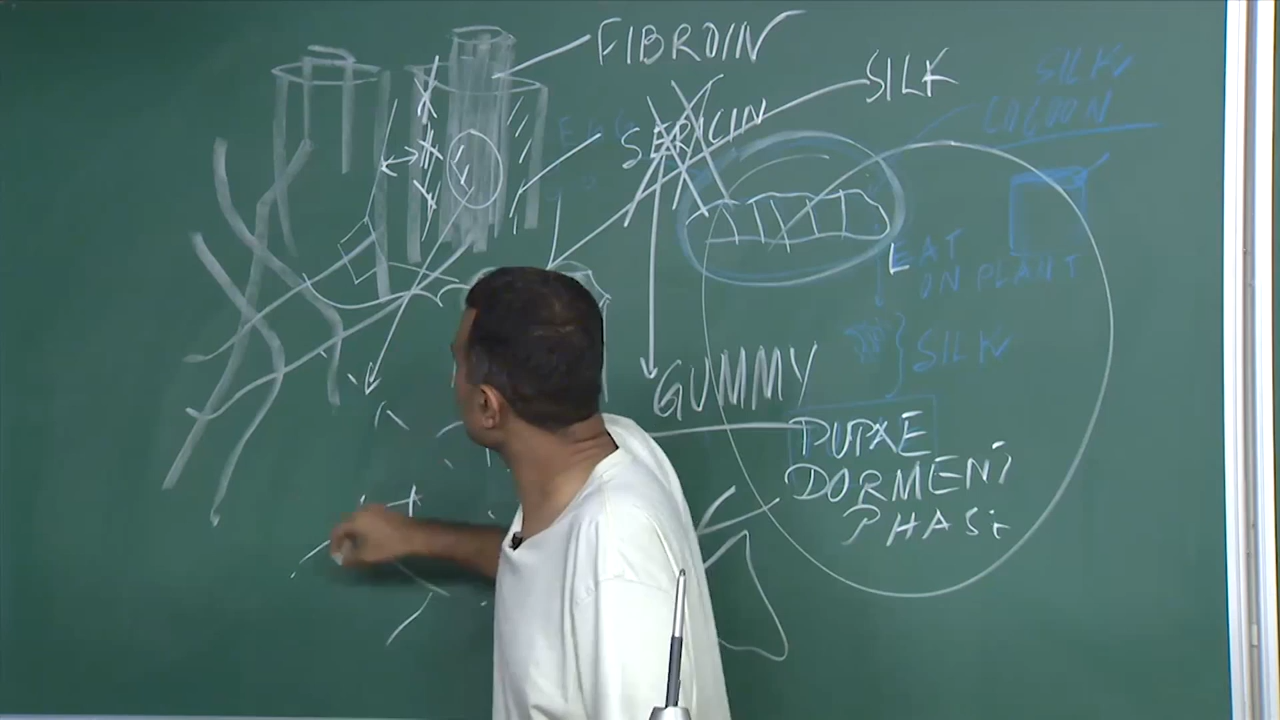 FIBROIN
SILK
SILK
COCOON
SERICIN
EAT
ON PLANT
SILK
GUMMY
PUPAE
DORMENT
PHASE